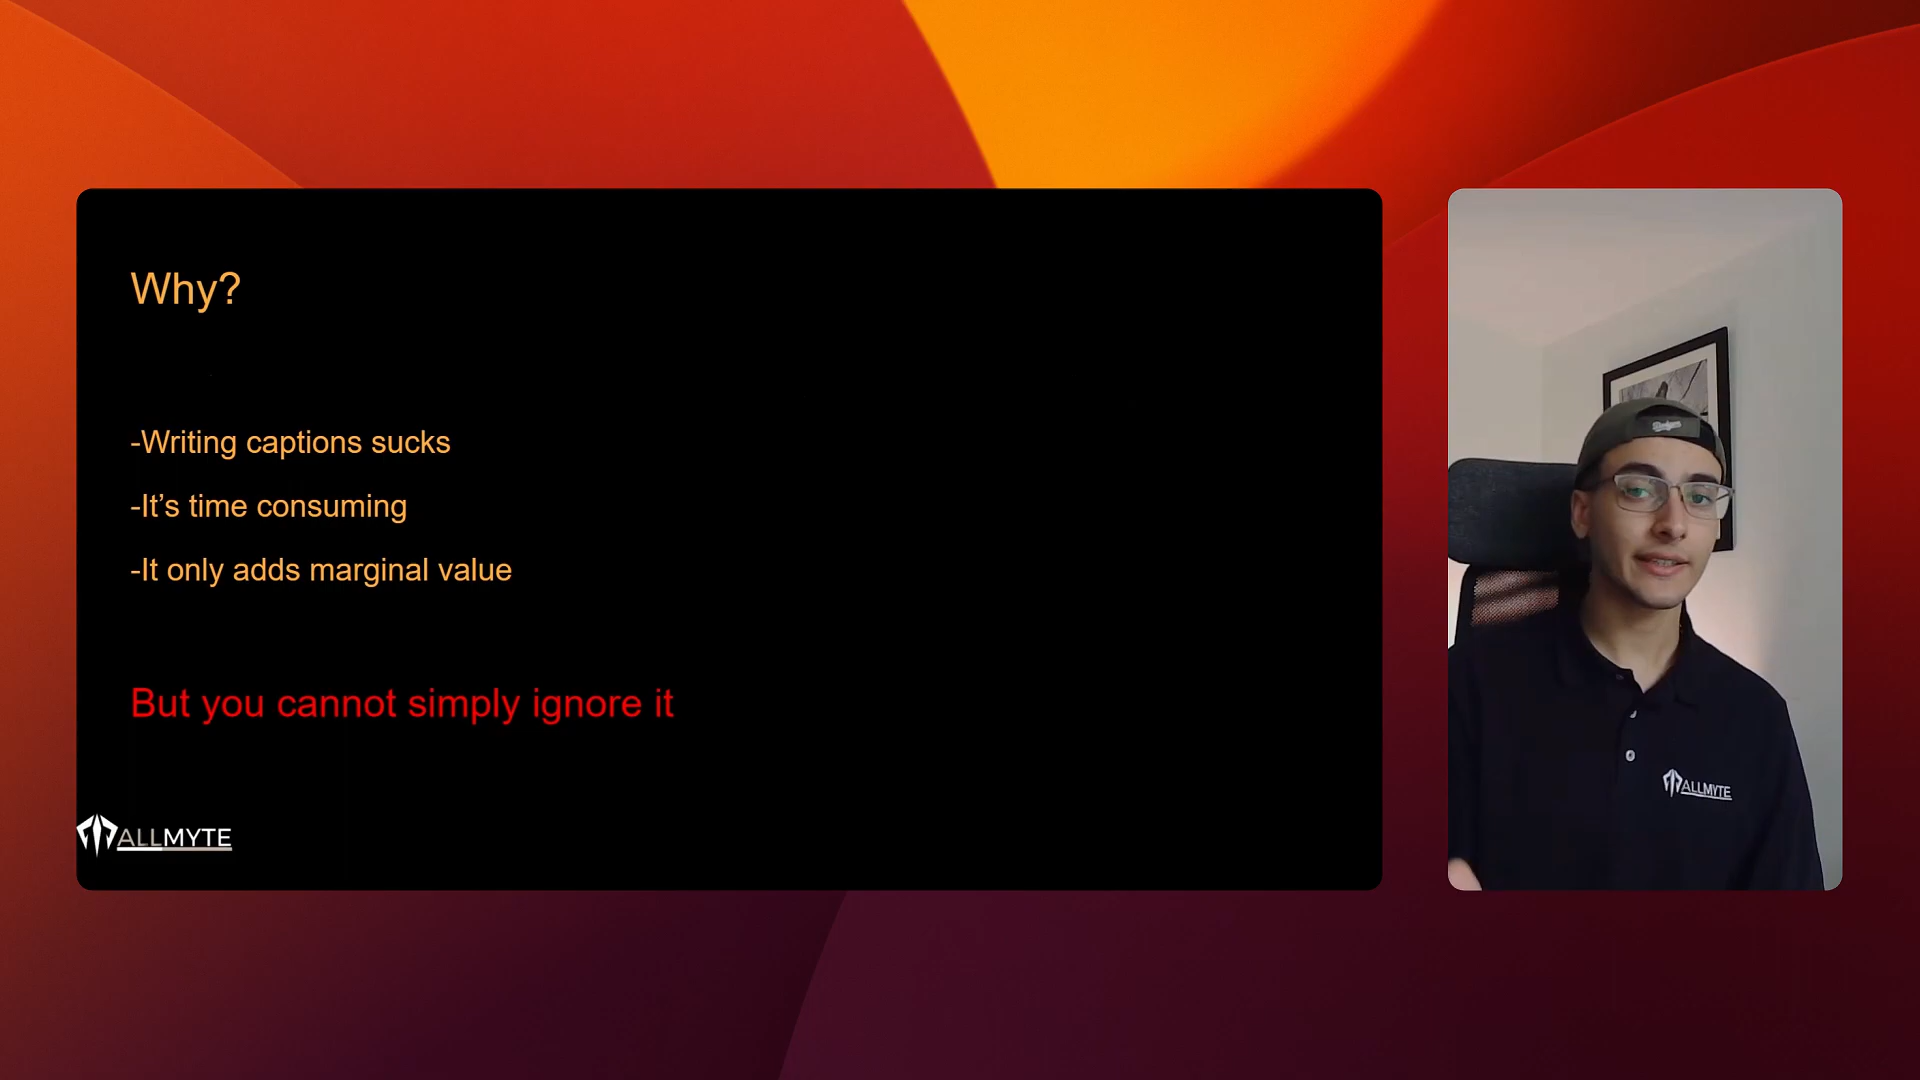 Why?
-Writing captions sucks
-It’s time consuming
-It only adds marginal value
But you cannot simply ignore it
ALLMYTE
ALLMYTE